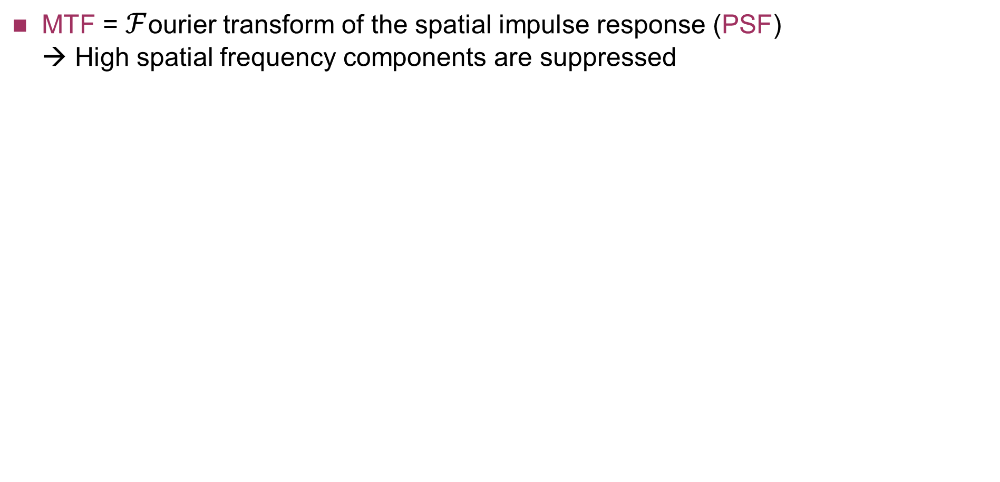 ■ MTF = ℱourier transform of the spatial impulse response (PSF)
→ High spatial frequency components are suppressed